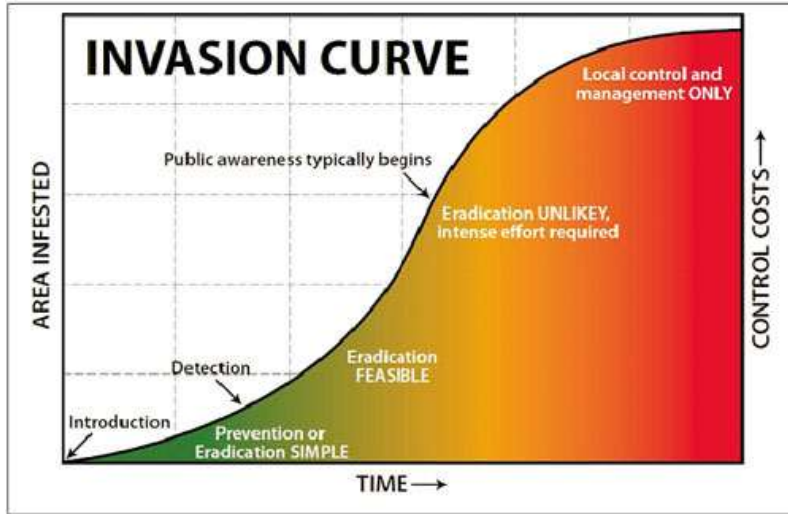 INVASION CURVE
Local control and
management ONLY
Public awareness typically begins
Eradication UNLIKEY,
intense effort required
Eradication
FEASIBLE
Detection
Introduction
Prevention or
Eradication SIMPLE
AREA INFESTED
CONTROL COSTS →
TIME →